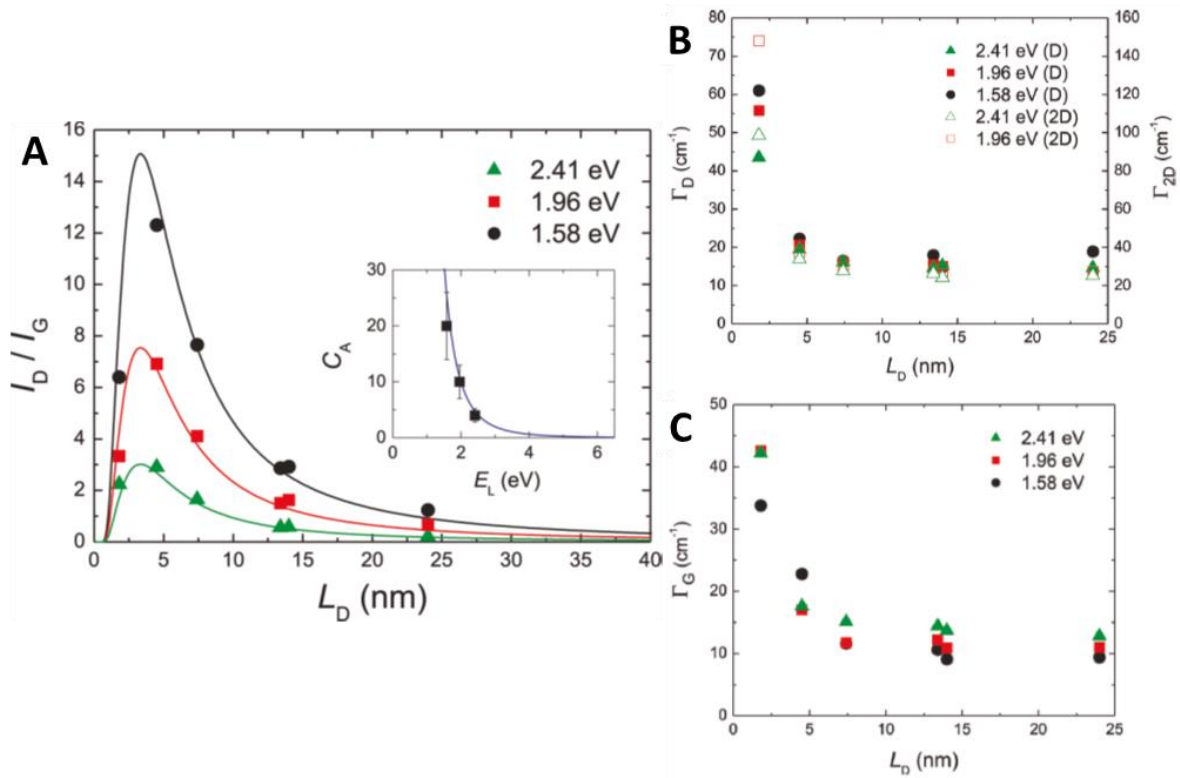 A
16
14
12
10
8
6
4
2
0
I_D / I_G
2.41 eV
1.96 eV
1.58 eV
30
20
10
0
C_A
0 2 4 6
E_L (eV)
0 5 10 15 20 25 30 35 40
L_D (nm)
B
80
70
60
50
40
30
20
10
0
Γ_D (cm⁻¹)
2.41 eV (D)
1.96 eV (D)
1.58 eV (D)
2.41 eV (2D)
1.96 eV (2D)
160
140
120
100
80
60
40
20
0
Γ_2D (cm⁻¹)
0 5 10 15 20 25
L_D (nm)
C
50
40
30
20
10
0
Γ_G (cm⁻¹)
2.41 eV
1.96 eV
1.58 eV
0 5 10 15 20 25
L_D (nm)